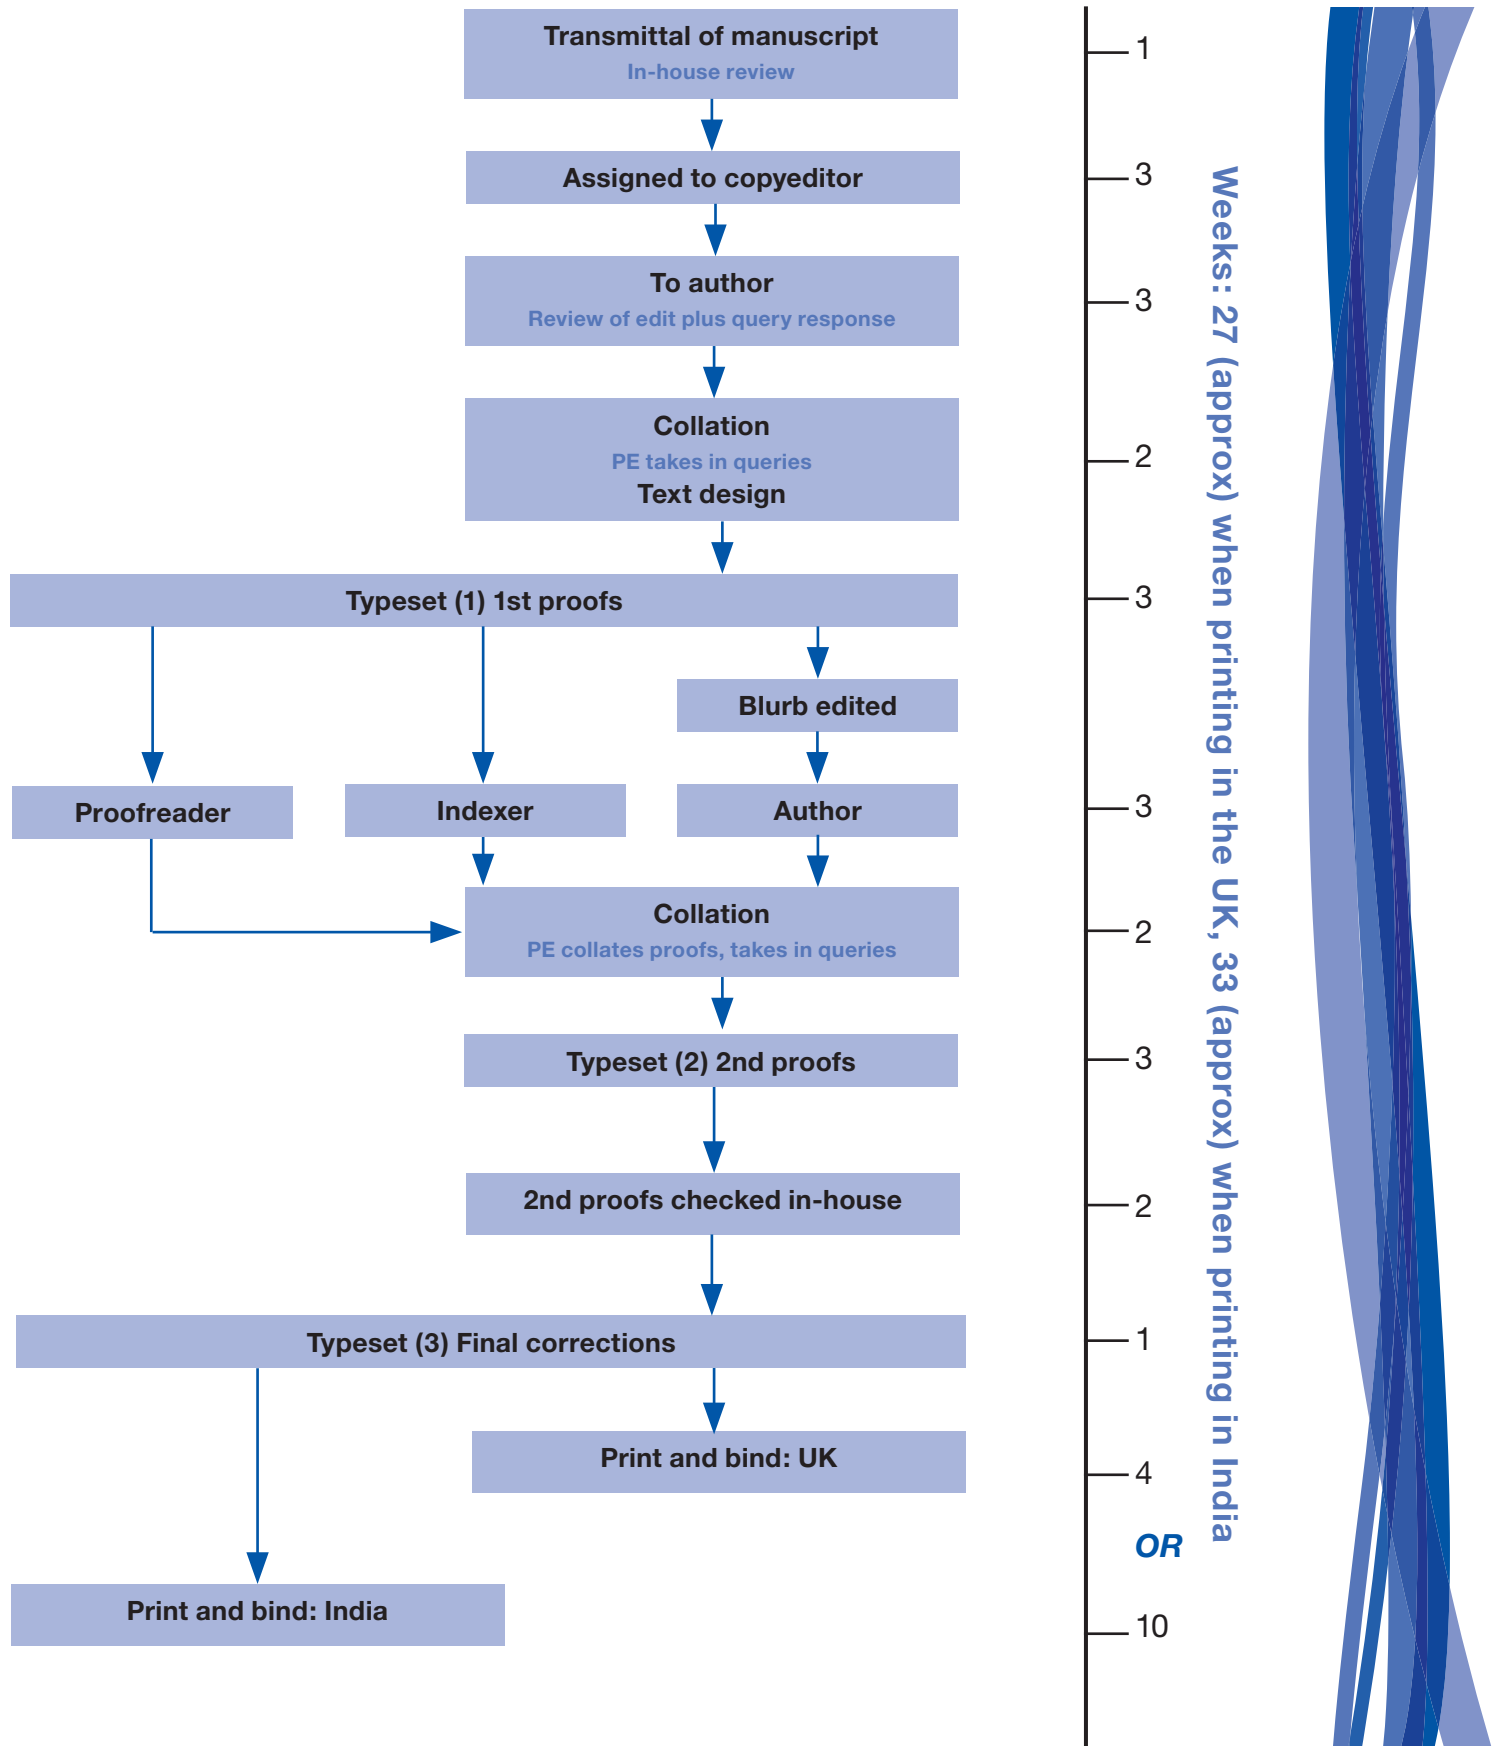 Transmittal of manuscript
In-house review
1
Assigned to copyeditor
3
To author
Review of edit plus query response
3
Collation
PE takes in queries
Text design
2
Typeset (1) 1st proofs
3
Blurb edited
Proofreader
Indexer
Author
3
Collation
PE collates proofs, takes in queries
2
Typeset (2) 2nd proofs
3
2nd proofs checked in-house
2
Typeset (3) Final corrections
1
Print and bind: UK
4
OR
Print and bind: India
10
Weeks: 27 (approx) when printing in the UK, 33 (approx) when printing in India